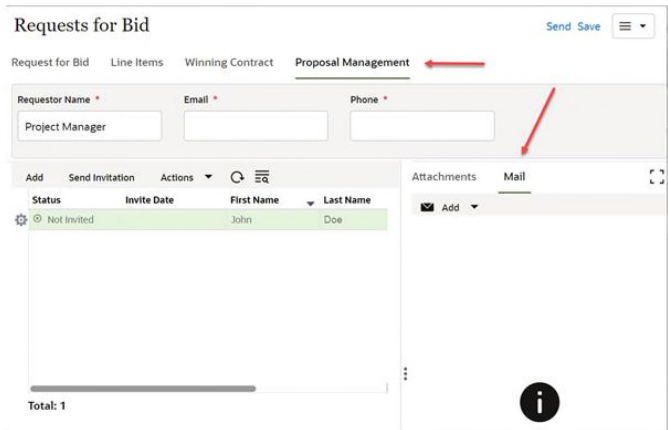 Requests for Bid
Send Save
Request for Bid Line Items Winning Contract Proposal Management
Requestor Name * Email * Phone *
Project Manager
Add Send Invitation Actions
Attachments Mail
Status Invite Date First Name Last Name
Add
Not Invited John Doe
Total: 1
i